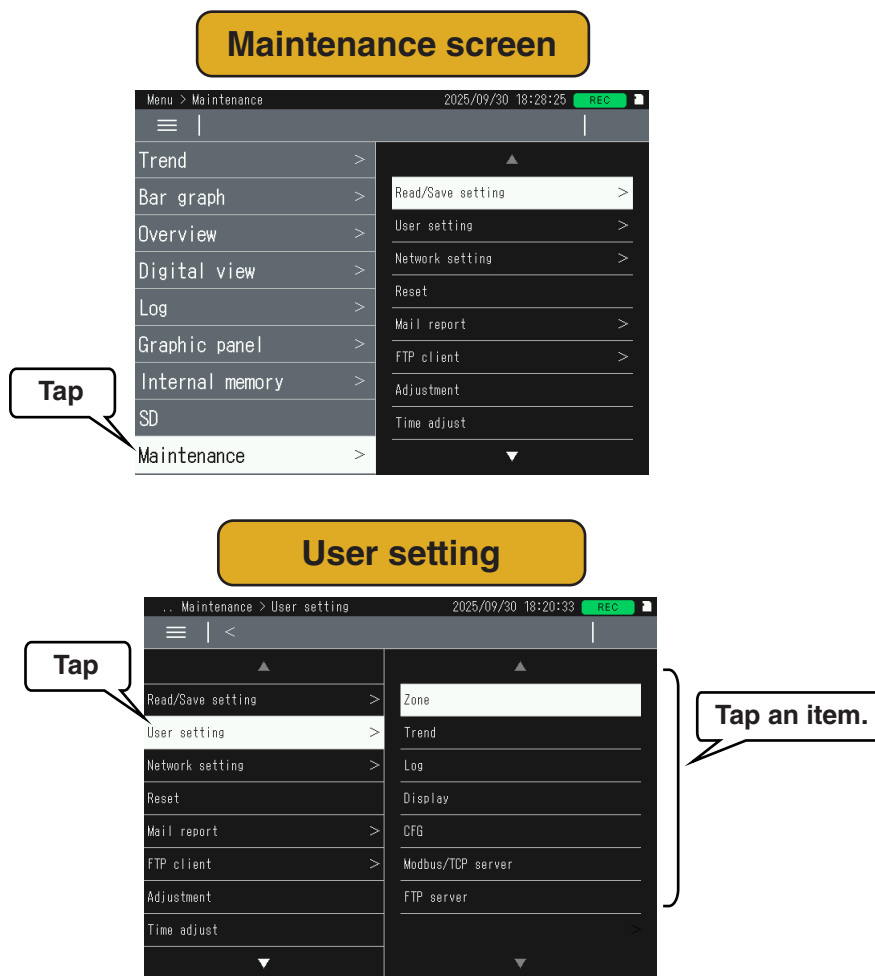 Maintenance screen
Menu > Maintenance 2025/09/30 18:28:25 REC
Trend >
Bar graph >
Overview >
Digital view >
Log >
Graphic panel >
Internal memory >
SD
Maintenance >
Read/Save setting >
User setting >
Network setting >
Reset
Mail report >
FTP client >
Adjustment
Time adjust
Tap
User setting
.. Maintenance > User setting 2025/09/30 18:20:33 REC
<
Tap
Read/Save setting >
User setting >
Network setting >
Reset
Mail report >
FTP client >
Adjustment
Time adjust
Zone
Trend
Log
Display
CFG
Modbus/TCP server
FTP server
>
Tap an item.